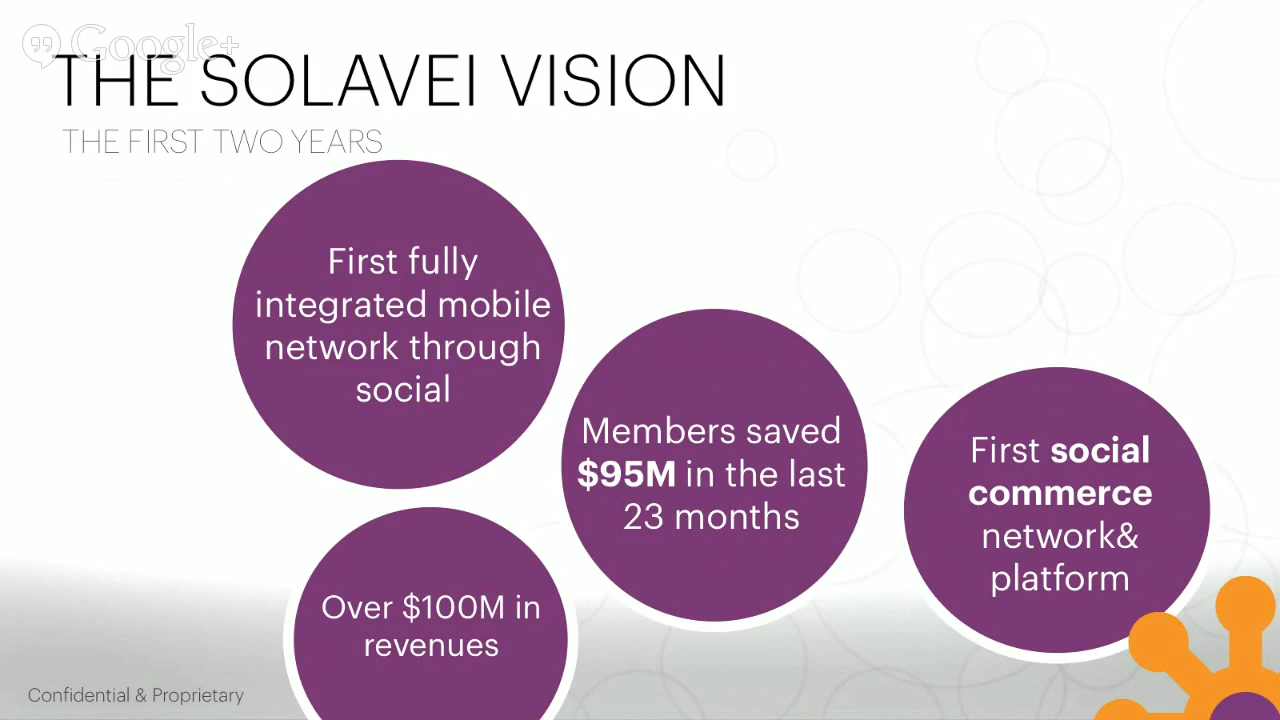 Google+
THE SOLAVEI VISION
THE FIRST TWO YEARS
First fully
integrated mobile
network through
social
Members saved
$95M in the last
23 months
First social
commerce
network&
platform
Over $100M in
revenues
Confidential & Proprietary